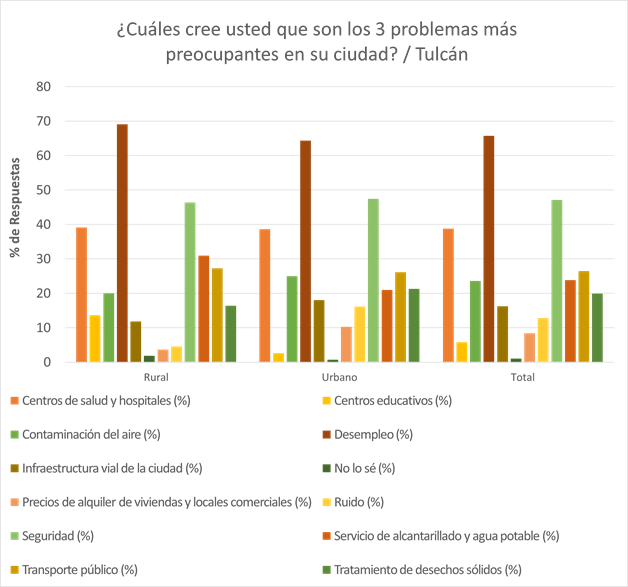 ¿Cuáles cree usted que son los 3 problemas más
preocupantes en su ciudad? / Tulcán
% de Respuestas
80
70
60
50
40
30
20
10
0
Rural
Urbano
Total
Centros de salud y hospitales (%)
Centros educativos (%)
Contaminación del aire (%)
Desempleo (%)
Infraestructura vial de la ciudad (%)
No lo sé (%)
Precios de alquiler de viviendas y locales comerciales (%)
Ruido (%)
Seguridad (%)
Servicio de alcantarillado y agua potable (%)
Transporte público (%)
Tratamiento de desechos sólidos (%)